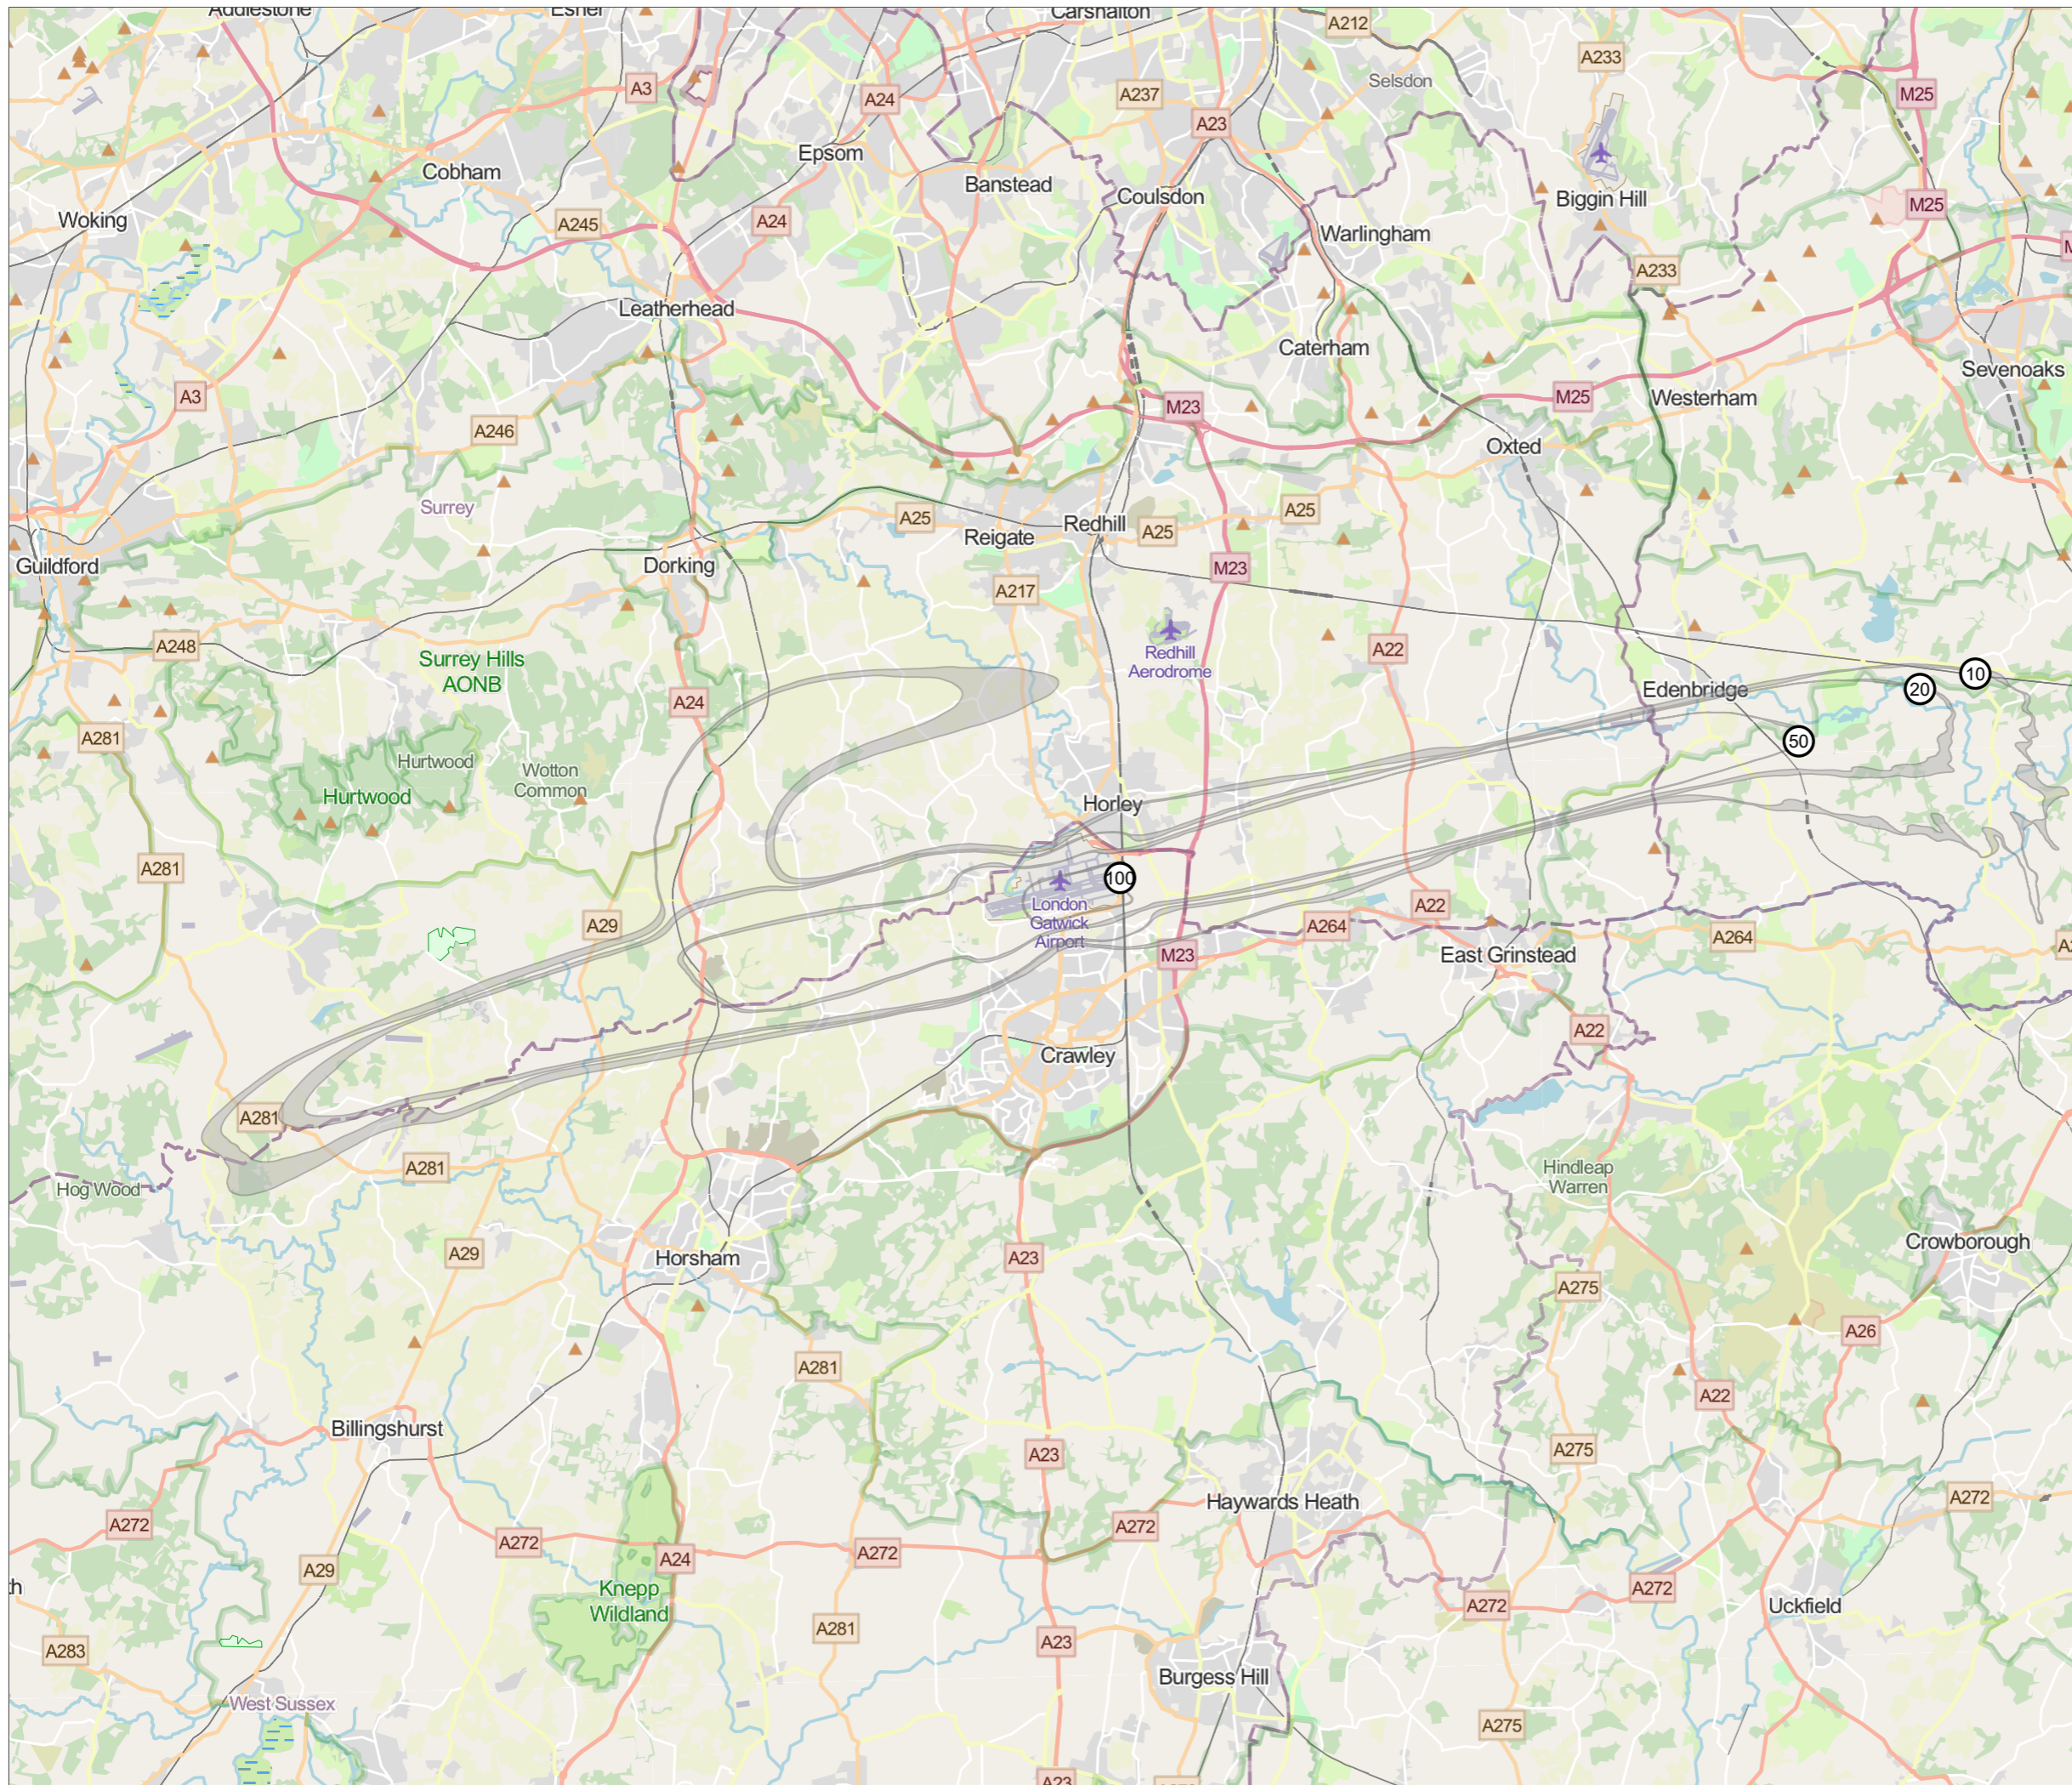 Addlestone
Esher
Carshalton
A212
A233
Selsdon
A3
A24
A237
M25
A23
Epsom
Cobham
Banstead
Coulsdon
Biggin Hill
M25
Woking
A245
A24
Warlingham
A233
Leatherhead
Caterham
Sevenoaks
A3
M23
M25
Westerham
A246
Oxted
Surrey
A25
A25
Reigate
Redhill
A25
Guildford
Dorking
M23
A217
A248
Surrey Hills
AONB
Redhill
Aerodrome
A22
A24
Edenbridge
10
20
A281
50
Hurtwood
Wotton
Common
Hurtwood
Horley
A281
100
London
Gatwick
Airport
A29
A22
A264
A264
M23
East Grinstead
A22
Crawley
A281
A281
Hog Wood
Hindleap
Warren
A29
Horsham
A23
Crowborough
A275
A26
A281
A22
Billingshurst
A23
A275
Haywards Heath
A272
A272
A272
A272
A272
A24
A29
Knepp
Wildland
A272
A272
Uckfield
A281
A283
A23
Burgess Hill
West Sussex
A275
A23